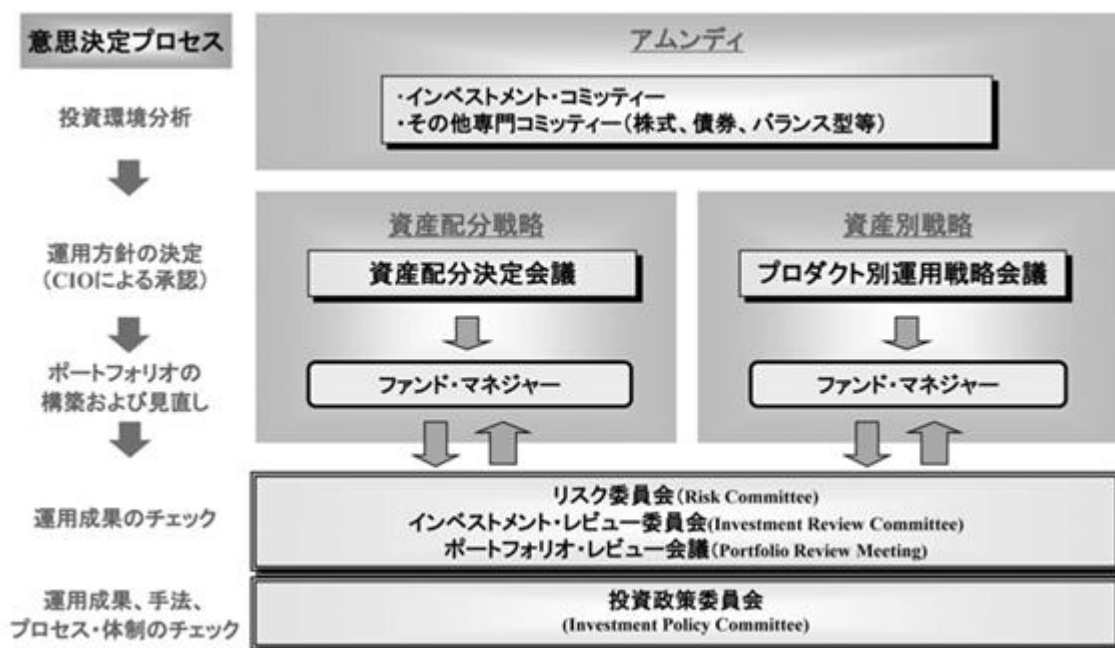 意思決定プロセス
アムンディ
・インベストメント・コミッティー
・その他専門コミッティー(株式、債券、バランス型等)
投資環境分析
資産配分戦略
資産別戦略
運用方針の決定
(CIOによる承認)
資産配分決定会議
プロダクト別運用戦略会議
ポートフォリオの
構築および見直し
ファンド・マネジャー
ファンド・マネジャー
運用成果のチェック
リスク委員会(Risk Committee)
インベストメント・レビュー委員会(Investment Review Committee)
ポートフォリオ・レビュー会議(Portfolio Review Meeting)
運用成果、手法、
プロセス・体制のチェック
投資政策委員会
(Investment Policy Committee)